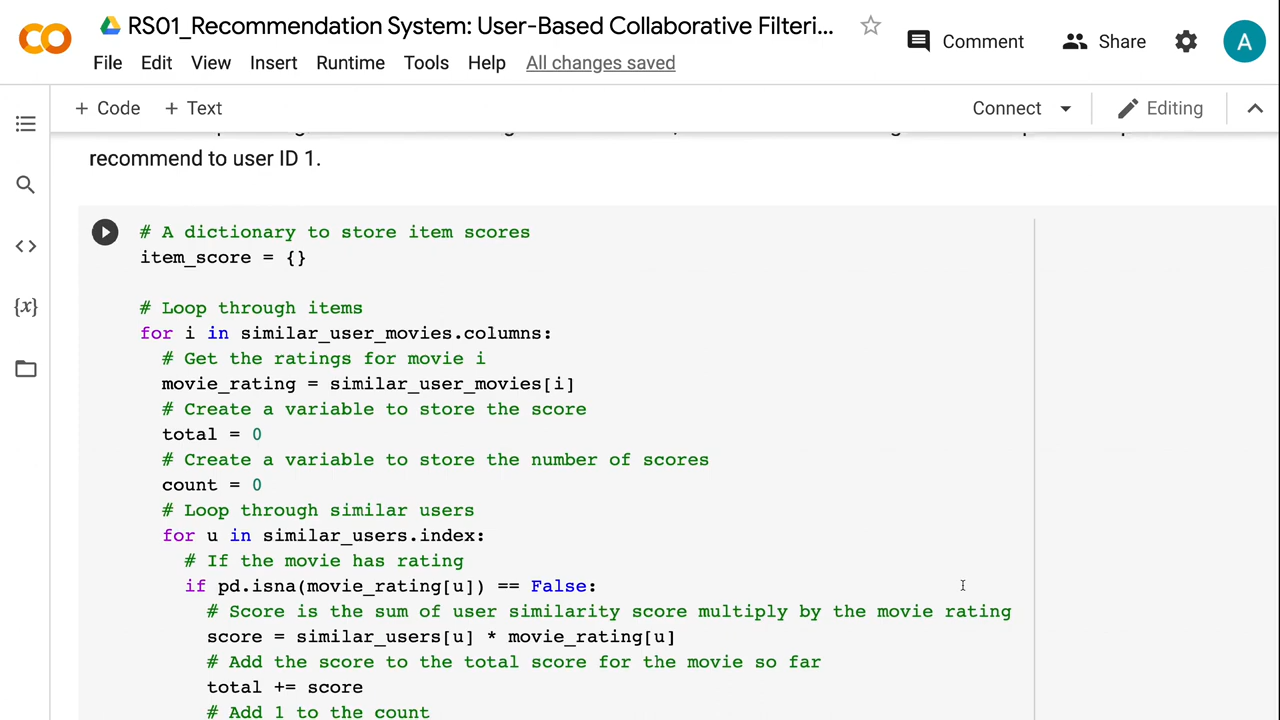 RS01_Recommendation System: User-Based Collaborative Filteri...
Comment
Share
A
File Edit View Insert Runtime Tools Help All changes saved
+ Code + Text
Connect
Editing
recommend to user ID 1.
# A dictionary to store item scores
item_score = {}
# Loop through items
for i in similar_user_movies.columns:
# Get the ratings for movie i
movie_rating = similar_user_movies[i]
# Create a variable to store the score
total = 0
# Create a variable to store the number of scores
count = 0
# Loop through similar users
for u in similar_users.index:
# If the movie has rating
if pd.isna(movie_rating[u]) == False:
# Score is the sum of user similarity score multiply by the movie rating
score = similar_users[u] * movie_rating[u]
# Add the score to the total score for the movie so far
total += score
# Add 1 to the count